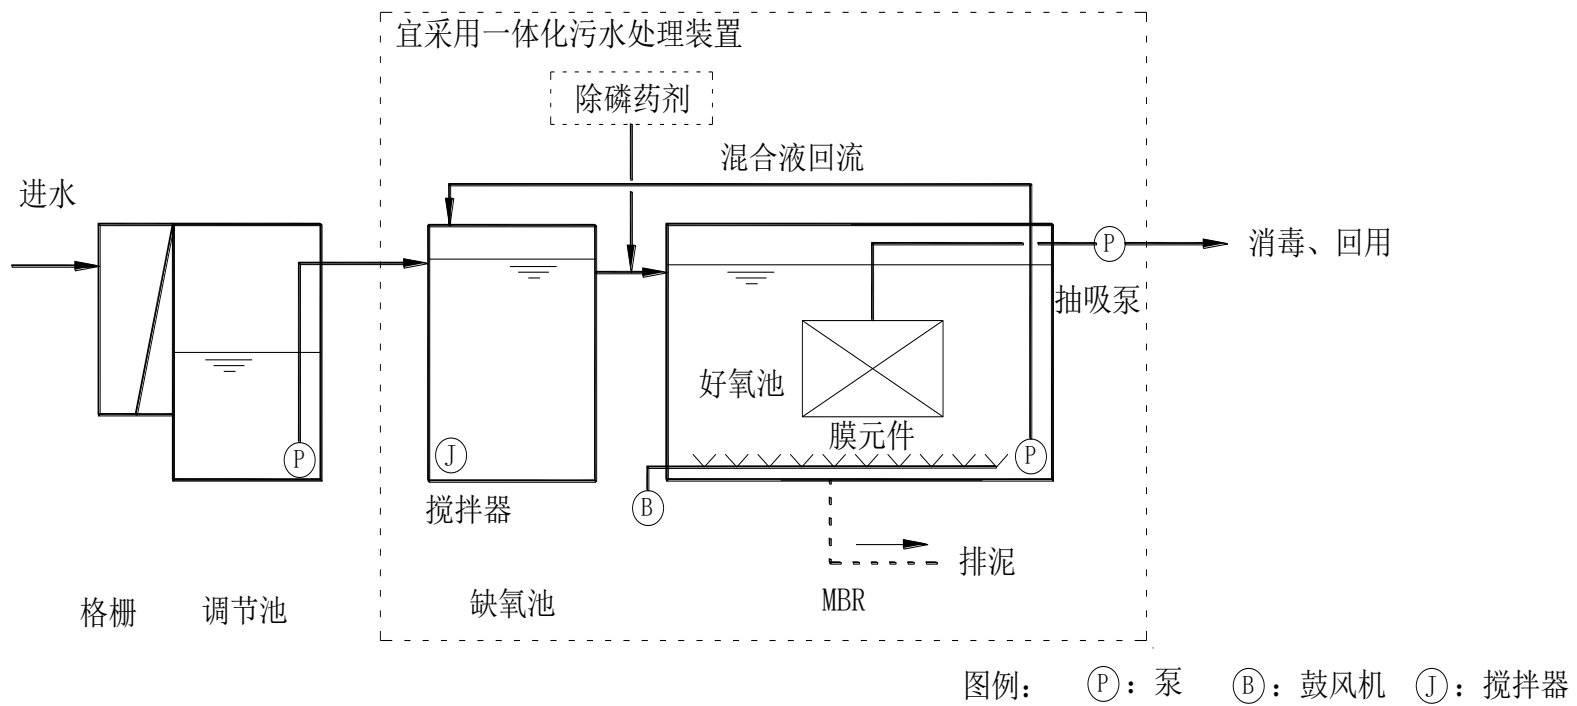 宜采用一体化污水处理装置
除磷药剂
混合液回流
进水
P
消毒、回用
抽吸泵
好氧池
膜元件
P
J
P
搅拌器
B
排泥
格栅
调节池
缺氧池
MBR
图例： P：泵 B：鼓风机 J：搅拌器